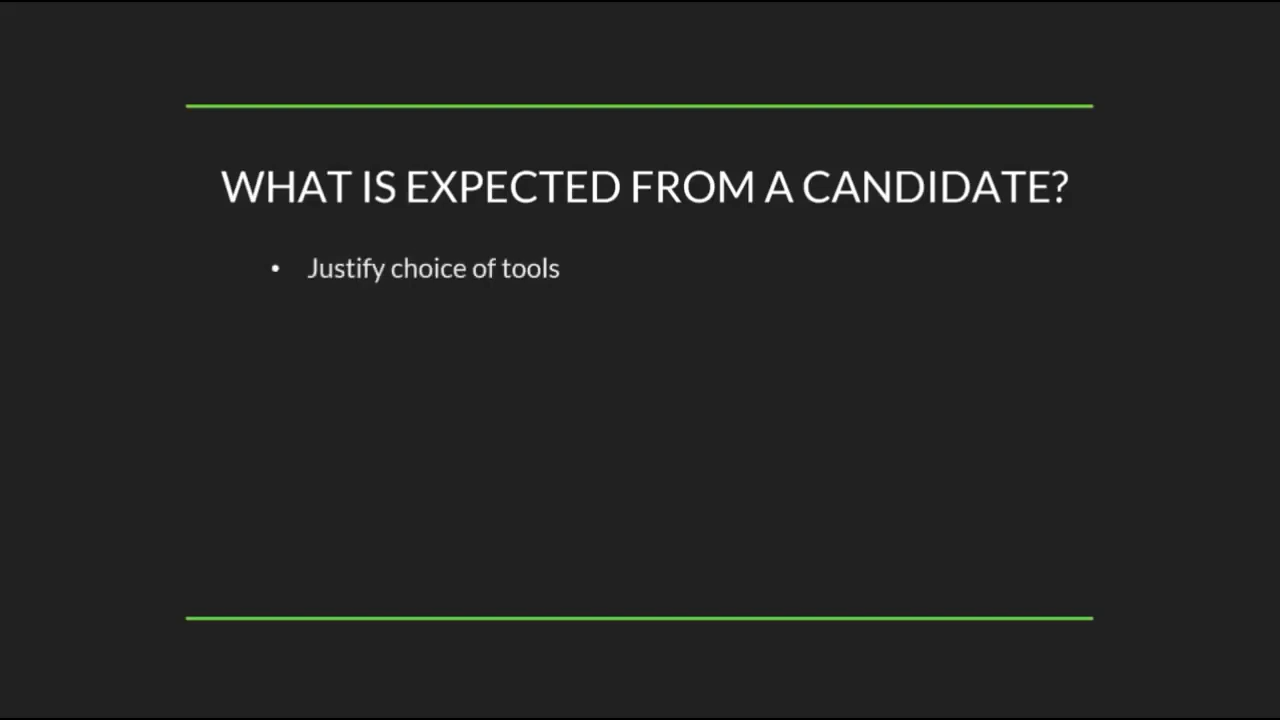 WHAT IS EXPECTED FROM A CANDIDATE?
• Justify choice of tools